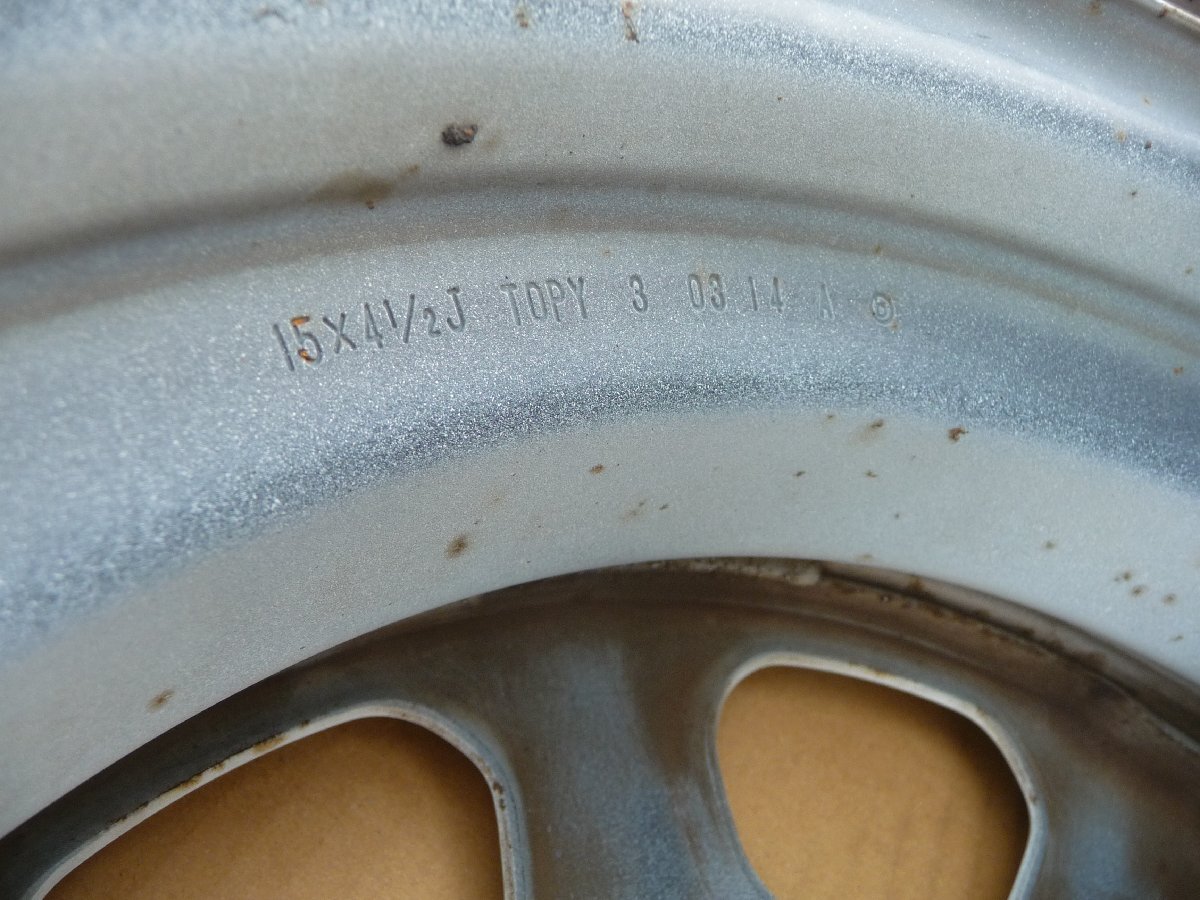 15X4 1/2J TOPY 3 03 14 A ⌾